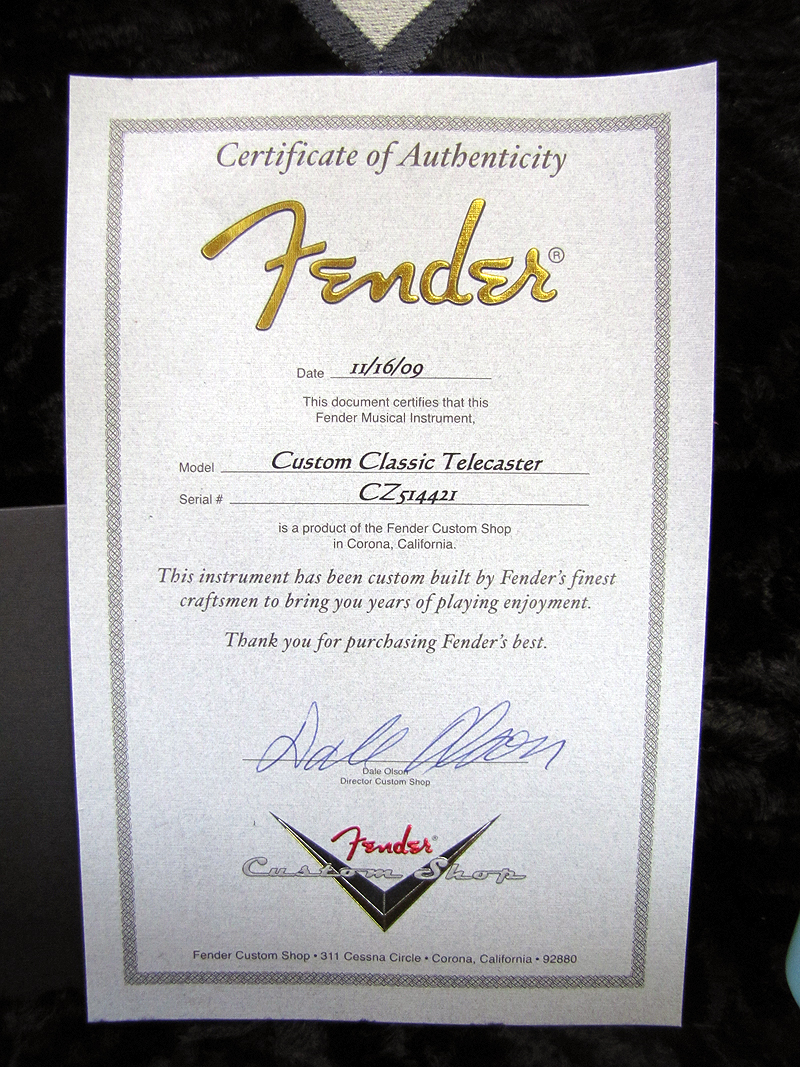 Certificate of Authenticity
Fender®
Date 11/16/09
This document certifies that this
Fender Musical Instrument,
Model Custom Classic Telecaster
Serial # CZ514421
is a product of the Fender Custom Shop
in Corona, California.
This instrument has been custom built by Fender's finest
craftsmen to bring you years of playing enjoyment.
Thank you for purchasing Fender's best.
Dale Olson
Dale Olson
Director Custom Shop
Fender®
Custom Shop
Fender Custom Shop • 311 Cessna Circle • Corona, California • 92880